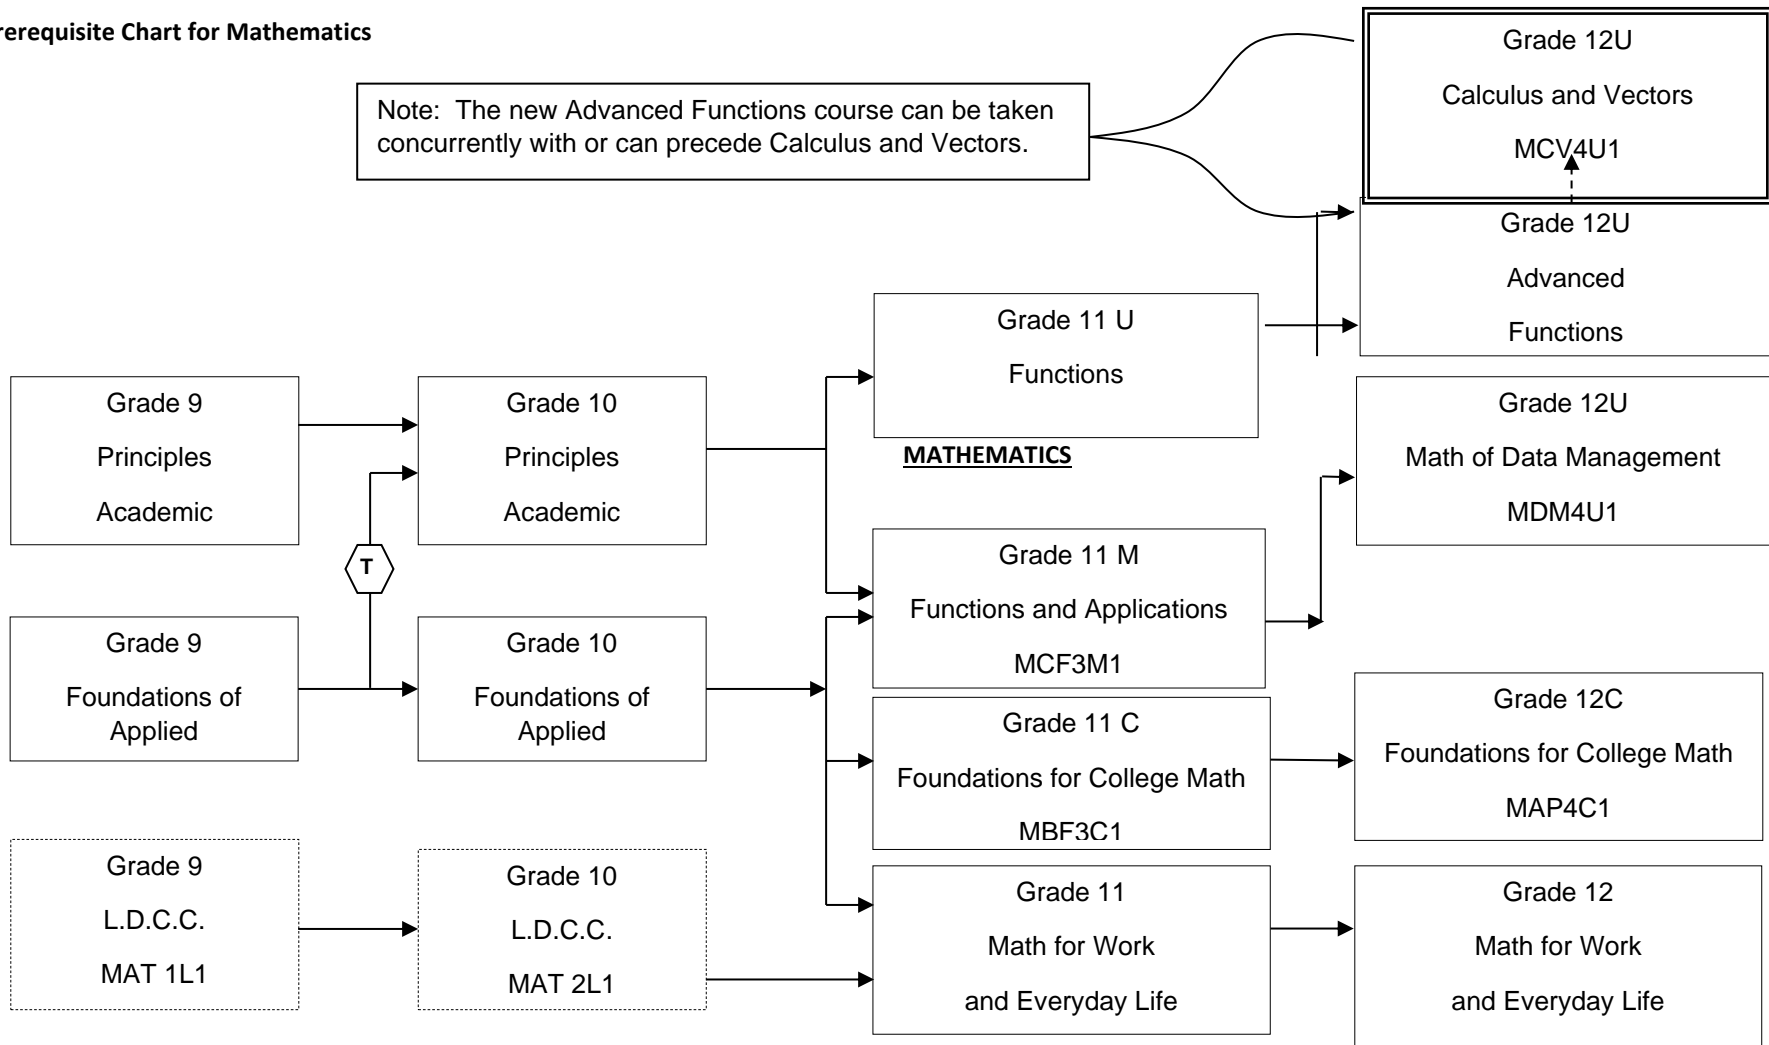 rerequisite Chart for Mathematics
Note: The new Advanced Functions course can be taken
concurrently with or can precede Calculus and Vectors.
Grade 12U
Calculus and Vectors
MCV4U1
Grade 12U
Advanced
Functions
Grade 11 U
Functions
MATHEMATICS
Grade 9
Principles
Academic
Grade 10
Principles
Academic
Grade 12U
Math of Data Management
MDM4U1
T
Grade 11 M
Functions and Applications
MCF3M1
Grade 9
Foundations of
Applied
Grade 10
Foundations of
Applied
Grade 11 C
Foundations for College Math
MBF3C1
Grade 12C
Foundations for College Math
MAP4C1
Grade 9
L.D.C.C.
MAT 1L1
Grade 10
L.D.C.C.
MAT 2L1
Grade 11
Math for Work
and Everyday Life
Grade 12
Math for Work
and Everyday Life